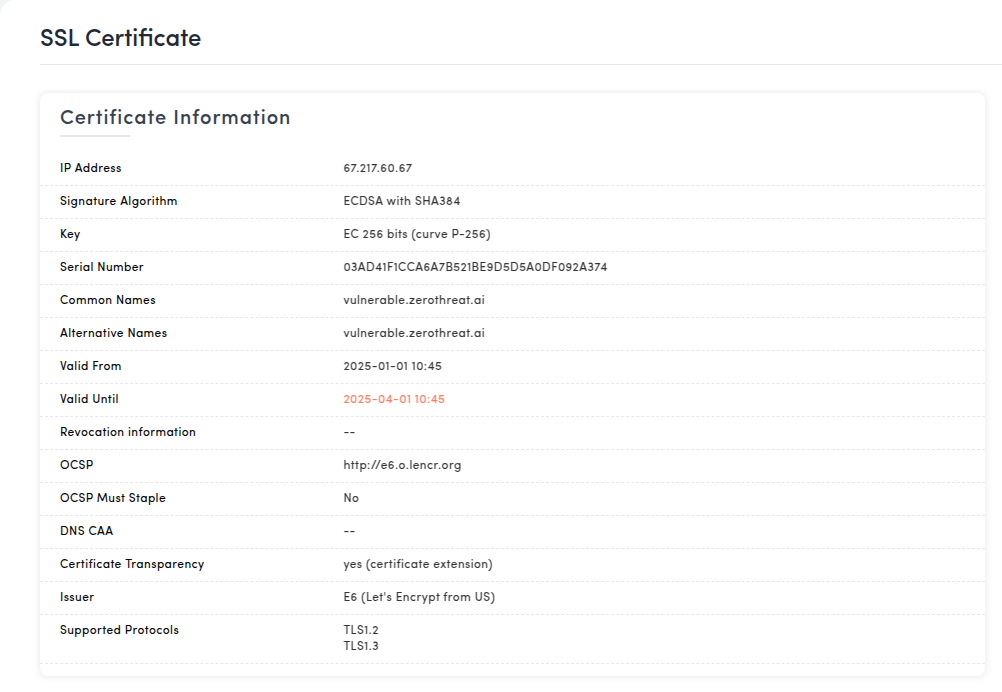 SSL Certificate
Certificate Information
IP Address 67.217.60.67
Signature Algorithm ECDSA with SHA384
Key EC 256 bits (curve P-256)
Serial Number 03AD41F1CCA6A7B521BE9D5D5A0DF092A374
Common Names vulnerable.zerothreat.ai
Alternative Names vulnerable.zerothreat.ai
Valid From 2025-01-01 10:45
Valid Until 2025-04-01 10:45
Revocation information --
OCSP http://e6.o.lencr.org
OCSP Must Staple No
DNS CAA --
Certificate Transparency yes (certificate extension)
Issuer E6 (Let's Encrypt from US)
Supported Protocols TLS1.2
TLS1.3